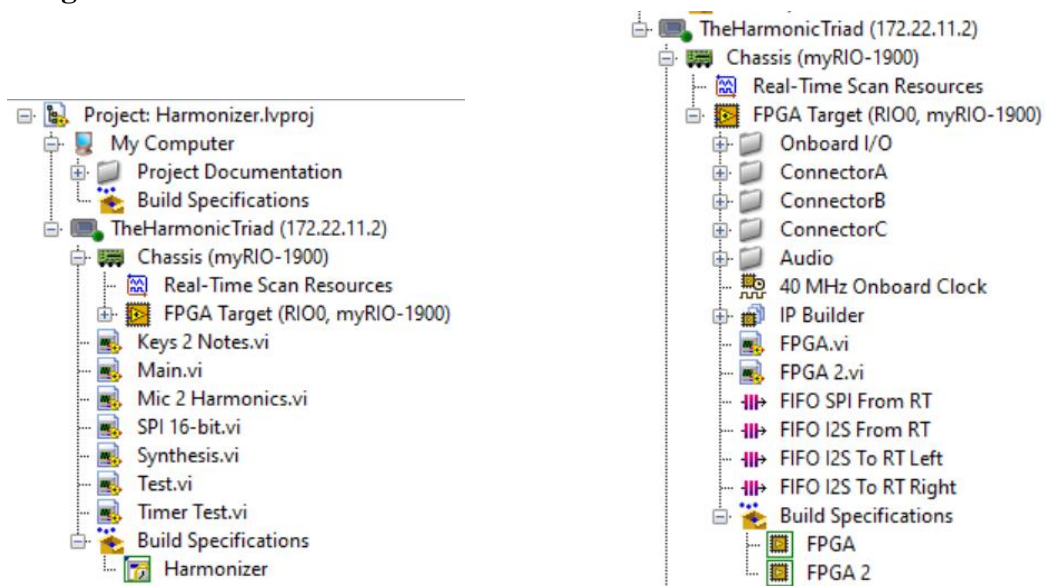 Project: Harmonizer.lvproj
My Computer
Project Documentation
Build Specifications
TheHarmonicTriad (172.22.11.2)
Chassis (myRIO-1900)
Real-Time Scan Resources
FPGA Target (RIO0, myRIO-1900)
Keys 2 Notes.vi
Main.vi
Mic 2 Harmonics.vi
SPI 16-bit.vi
Synthesis.vi
Test.vi
Timer Test.vi
Build Specifications
Harmonizer
TheHarmonicTriad (172.22.11.2)
Chassis (myRIO-1900)
Real-Time Scan Resources
FPGA Target (RIO0, myRIO-1900)
Onboard I/O
ConnectorA
ConnectorB
ConnectorC
Audio
40 MHz Onboard Clock
IP Builder
FPGA.vi
FPGA 2.vi
FIFO SPI From RT
FIFO I2S From RT
FIFO I2S To RT Left
FIFO I2S To RT Right
Build Specifications
FPGA
FPGA 2